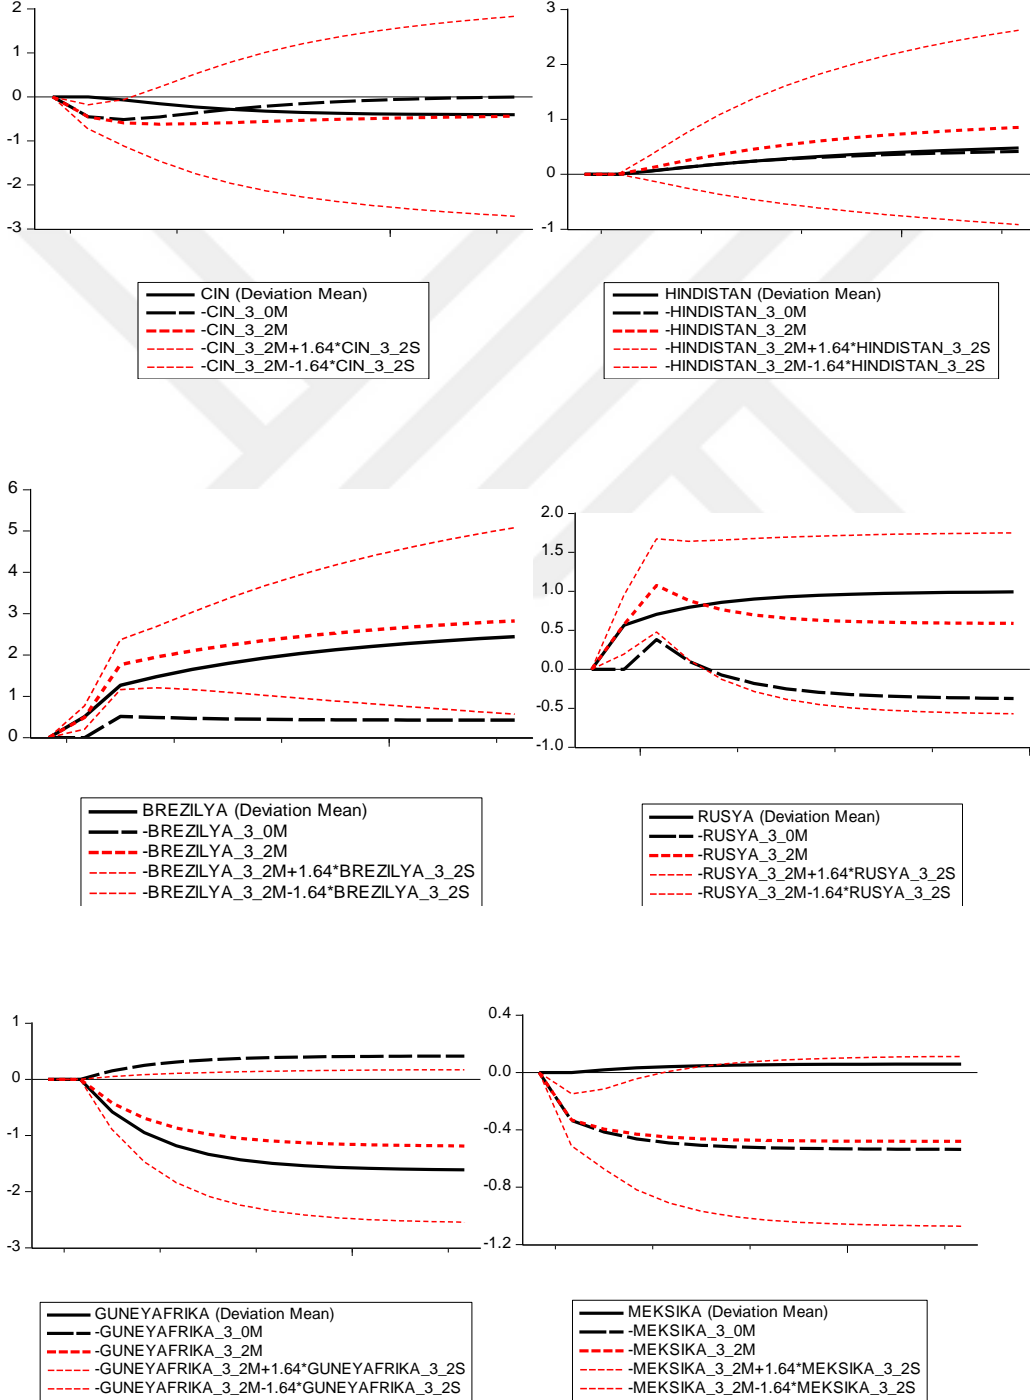 2
1
0
-1
-2
-3
CIN (Deviation Mean)
-CIN_3_0M
-CIN_3_2M
-CIN_3_2M+1.64*CIN_3_2S
-CIN_3_2M-1.64*CIN_3_2S
3
2
1
0
-1
HINDISTAN (Deviation Mean)
-HINDISTAN_3_0M
-HINDISTAN_3_2M
-HINDISTAN_3_2M+1.64*HINDISTAN_3_2S
-HINDISTAN_3_2M-1.64*HINDISTAN_3_2S
6
5
4
3
2
1
0
BREZILYA (Deviation Mean)
-BREZILYA_3_0M
-BREZILYA_3_2M
-BREZILYA_3_2M+1.64*BREZILYA_3_2S
-BREZILYA_3_2M-1.64*BREZILYA_3_2S
2.0
1.5
1.0
0.5
0.0
-0.5
-1.0
RUSYA (Deviation Mean)
-RUSYA_3_0M
-RUSYA_3_2M
-RUSYA_3_2M+1.64*RUSYA_3_2S
-RUSYA_3_2M-1.64*RUSYA_3_2S
1
0
-1
-2
-3
GUNEYAFRIKA (Deviation Mean)
-GUNEYAFRIKA_3_0M
-GUNEYAFRIKA_3_2M
-GUNEYAFRIKA_3_2M+1.64*GUNEYAFRIKA_3_2S
-GUNEYAFRIKA_3_2M-1.64*GUNEYAFRIKA_3_2S
0.4
0.0
-0.4
-0.8
-1.2
MEKSIKA (Deviation Mean)
-MEKSIKA_3_0M
-MEKSIKA_3_2M
-MEKSIKA_3_2M+1.64*MEKSIKA_3_2S
-MEKSIKA_3_2M-1.64*MEKSIKA_3_2S